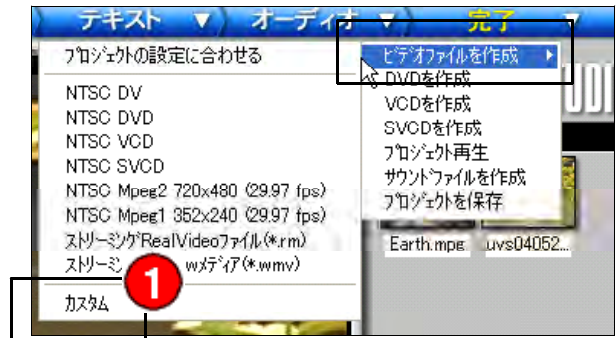 テキスト ▼ オーディオ ▼ 完了 ▼
プロジェクトの設定に合わせる
NTSC DV
NTSC DVD
NTSC VCD
NTSC SVCD
NTSC Mpeg2 720x480 (29.97 fps)
NTSC Mpeg1 352x240 (29.97 fps)
ストリーミングRealVideoファイル(*.rm)
ストリーミ wメディア(*.wmv)
1
カスタム
ビデオファイルを作成
DVDを作成
VCDを作成
SVCDを作成
プロジェクト再生
サウンドファイルを作成
プロジェクトを保存
UDI
Earth.mpg uvs04052...